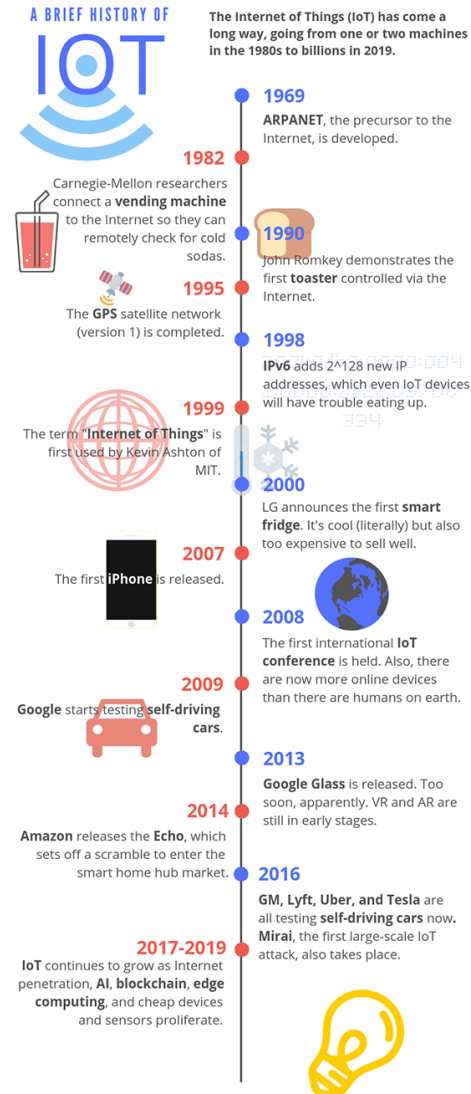 A BRIEF HISTORY OF
IOT
The Internet of Things (IoT) has come a
long way, going from one or two machines
in the 1980s to billions in 2019.
1969
ARPANET, the precursor to the
Internet, is developed.
1982
Carnegie-Mellon researchers
connect a vending machine
to the Internet so they can
remotely check for cold
sodas.
1990
John Romkey demonstrates the
first toaster controlled via the
Internet.
1995
The GPS satellite network
(version 1) is completed.
1998
IPv6 adds 2^128 new IP
addresses, which even IoT devices
will have trouble eating up.
334
1999
The term "Internet of Things" is
first used by Kevin Ashton of
MIT.
2000
LG announces the first smart
fridge. It's cool (literally) but also
too expensive to sell well.
2007
The first iPhone is released.
2008
The first international IoT
conference is held. Also, there
are now more online devices
than there are humans on earth.
2009
Google starts testing self-driving
cars.
2013
Google Glass is released. Too
soon, apparently. VR and AR are
still in early stages.
2014
Amazon releases the Echo, which
sets off a scramble to enter the
smart home hub market.
2016
GM, Lyft, Uber, and Tesla are
all testing self-driving cars now.
Mirai, the first large-scale IoT
attack, also takes place.
2017-2019
IoT continues to grow as Internet
penetration, AI, blockchain, edge
computing, and cheap devices
and sensors proliferate.